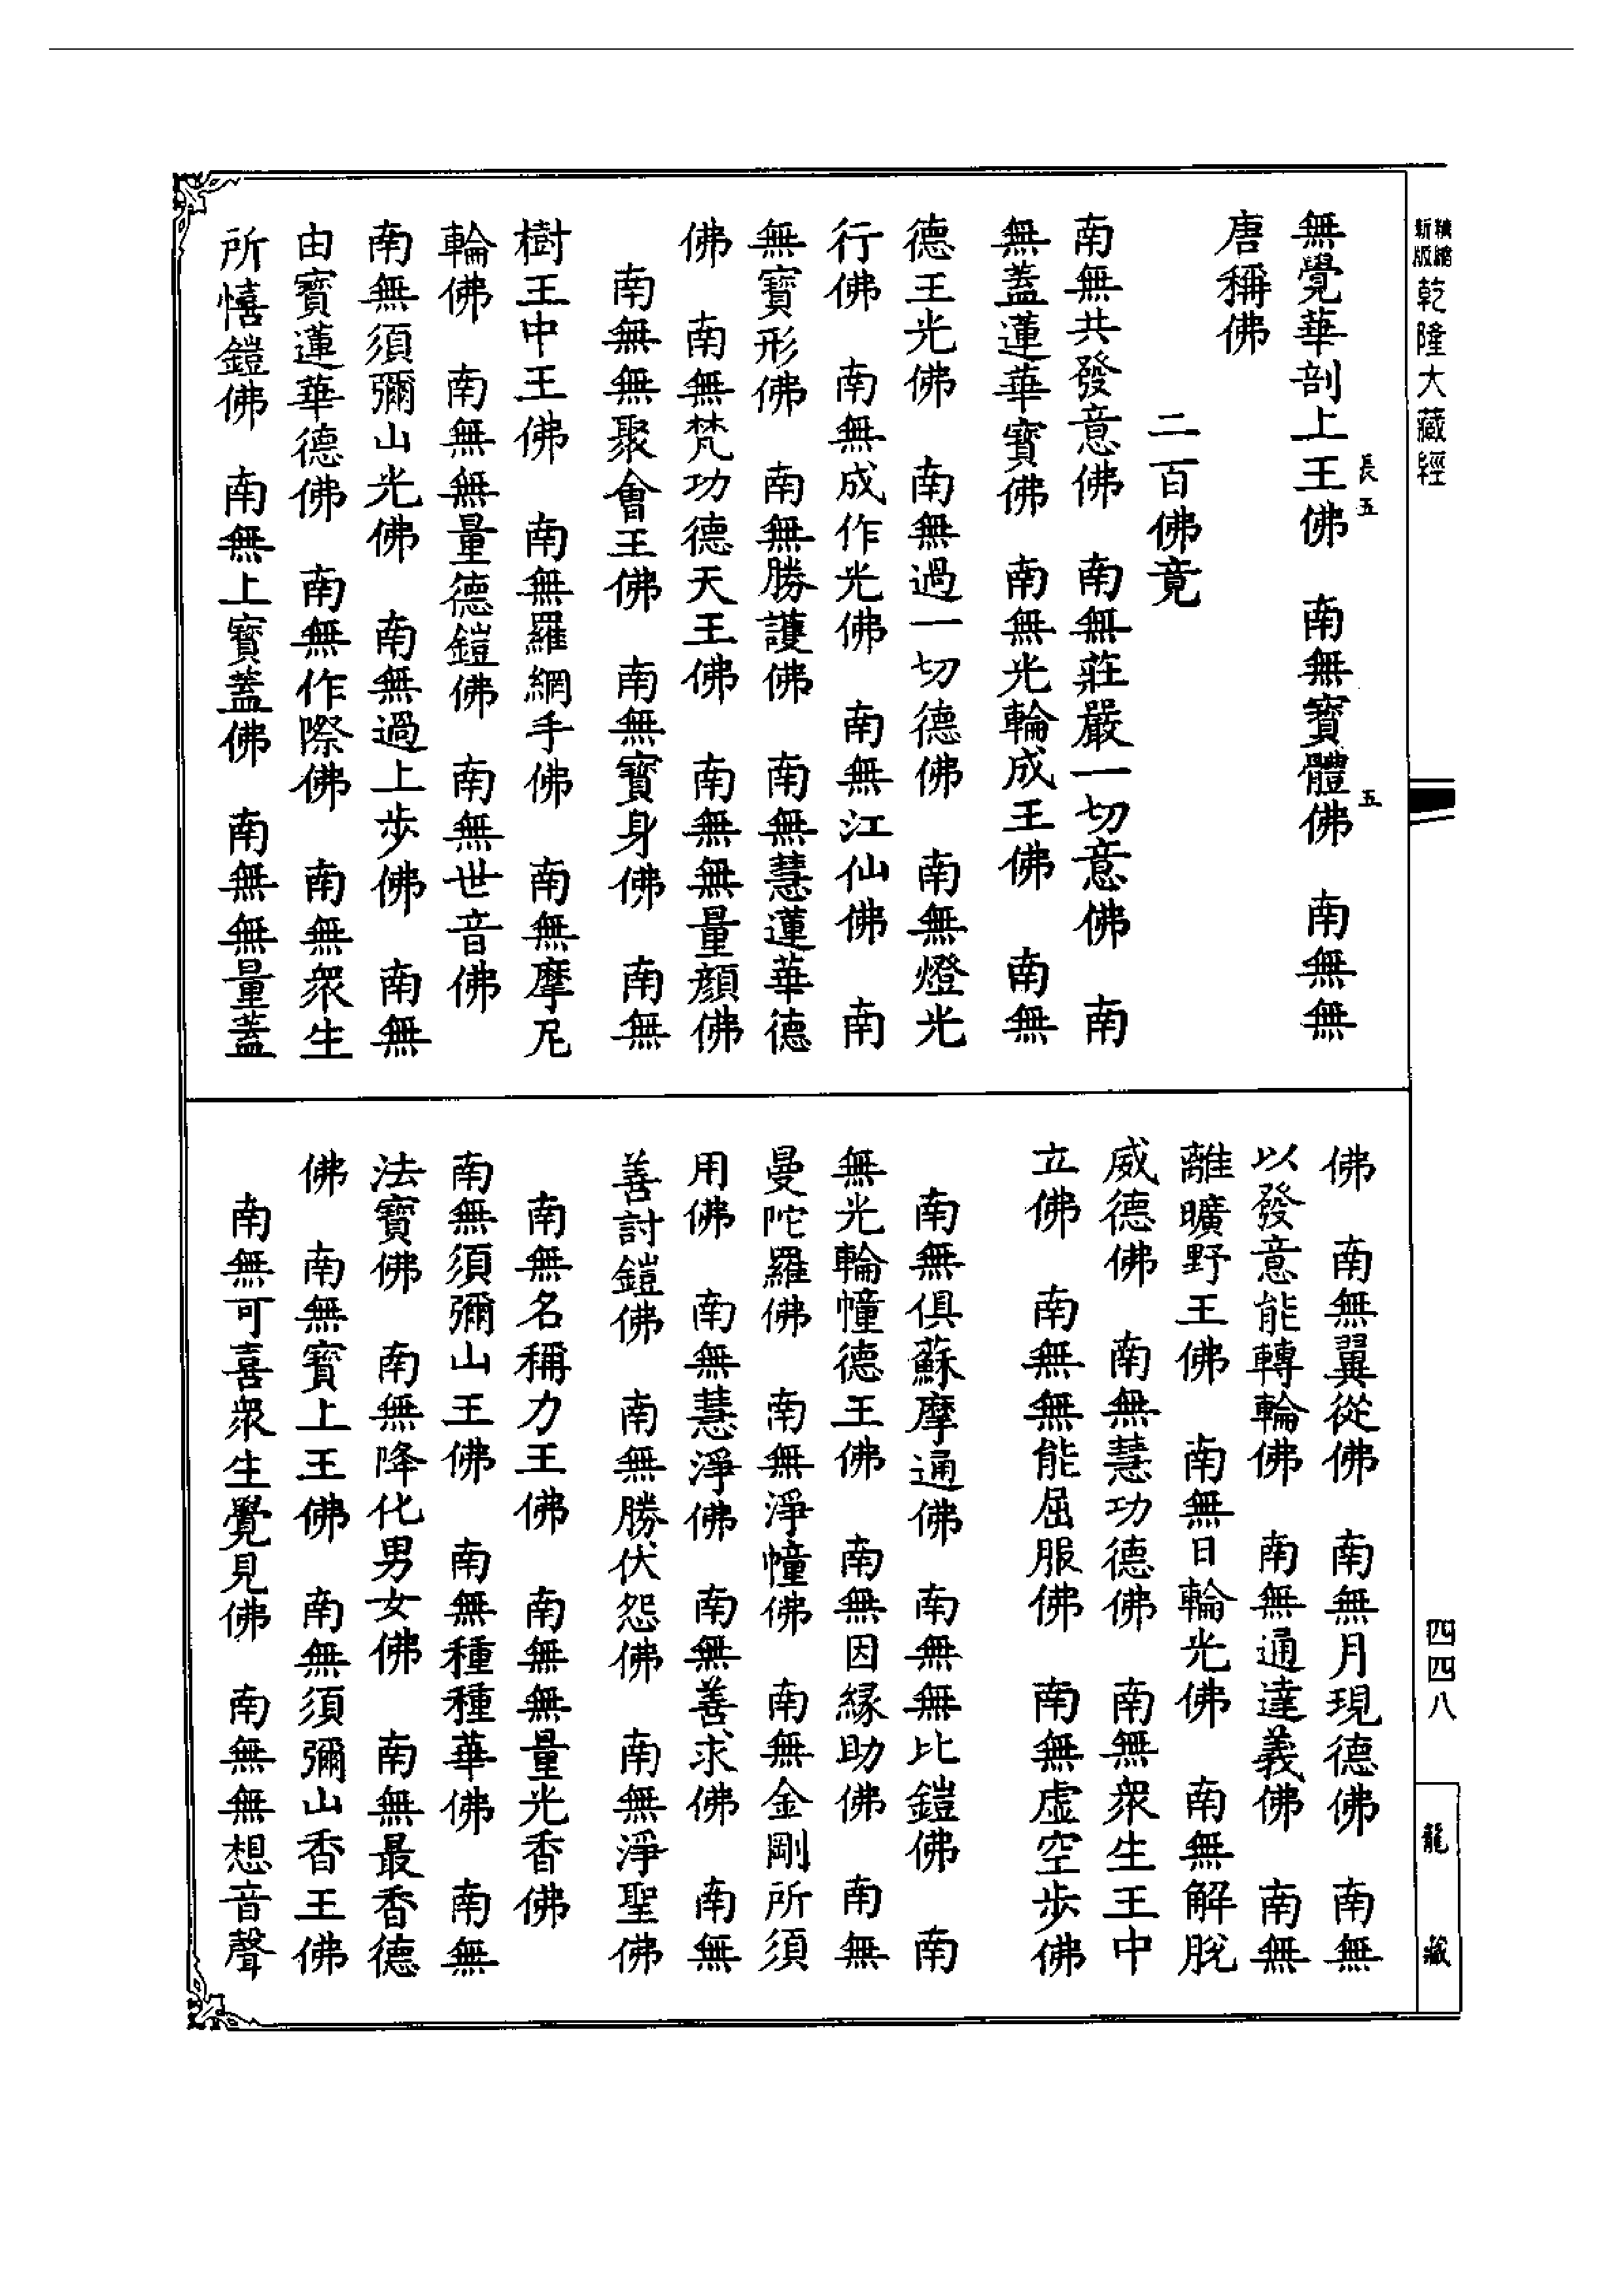 精縮
新版
乾隆大藏經
長五
五
無覺華剖上王佛　南無寶體佛　南無無
唐稱佛
二百佛竟
南無共發意佛　南無莊嚴一切意佛　南
無蓋蓮華寶佛　南無光輪成王佛　南無
德王光佛　南無過一切德佛　南無燈光
行佛　南無成作光佛　南無江仙佛　南
無寶形佛　南無勝護佛　南無慧蓮華德
佛　南無梵功德天王佛　南無無量顏佛
南無無聚會王佛　南無寶身佛　南無
樹王中王佛　南無羅網手佛　南無摩尼
輪佛　南無無量德鎧佛　南無世音佛
南無須彌山光佛　南無過上步佛　南無
由寶蓮華德佛　南無作際佛　南無眾生
所憘鎧佛　南無上寶蓋佛　南無無量蓋
佛　南無翼從佛　南無月現德佛　南無
以發意能轉輪佛　南無通達義佛　南無
離曠野王佛　南無日輪光佛　南無解脫
威德佛　南無慧功德佛　南無眾生王中
立佛　南無無能屈服佛　南無虛空步佛
南無俱蘇摩通佛　南無無比鎧佛　南
無光輪幢德王佛　南無因緣助佛　南無
曼陀羅佛　南無淨幢佛　南無金剛所須
用佛　南無慧淨佛　南無善求佛　南無
善討鎧佛　南無勝伏怨佛　南無淨聖佛
南無名稱力王佛　南無無量光香佛
南無須彌山王佛　南無種種華佛　南無
法寶佛　南無降化男女佛　南無最香德
佛　南無寶上王佛　南無須彌山香王佛
南無可喜眾生覺見佛　南無無想音聲
四四八
龍藏